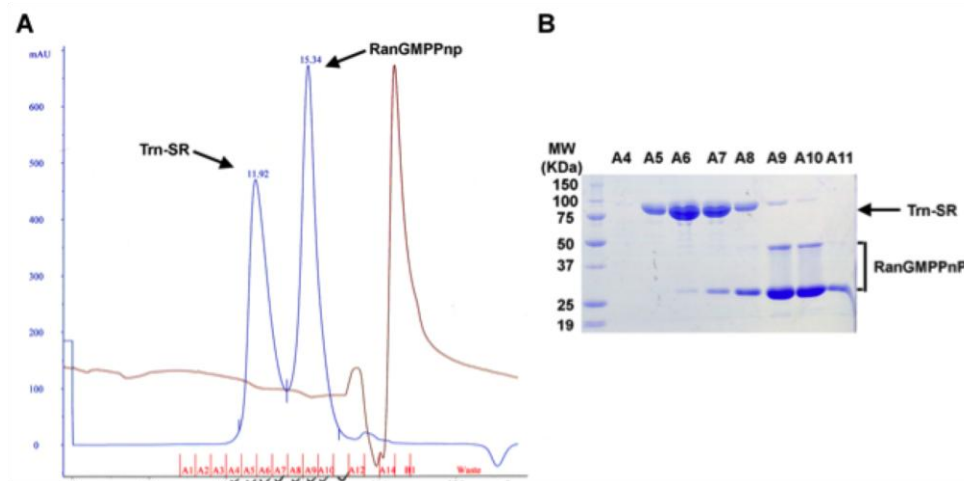 A
mAU
600
500
400
300
200
100
0
15.34
RanGMPPnp
Trn-SR
11.92
A1 A2 A3 A4 A5 A6 A7 A8 A9 A10 A12 A14 B1 Waste
B
MW
(KDa)
A4 A5 A6 A7 A8 A9 A10 A11
150
100
75
50
37
25
19
Trn-SR
RanGMPPnP